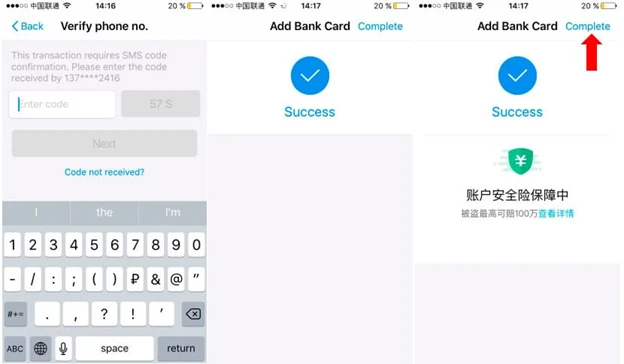 中国联通 14:16 20 %
Back Verify phone no.
This transaction requires SMS code
confirmation. Please enter the code
received by 137****2416
Enter code 57 S
Next
Code not received?
I the I'm
1 2 3 4 5 6 7 8 9 0
- / : ; ( ) ₽ & @ "
#+= . , ? ! ’
ABC space return
中国联通 14:17 20 %
Add Bank Card Complete
Success
中国联通 14:17 20 %
Add Bank Card Complete
Success
¥
账户安全险保障中
被盗最高可赔100万查看详情